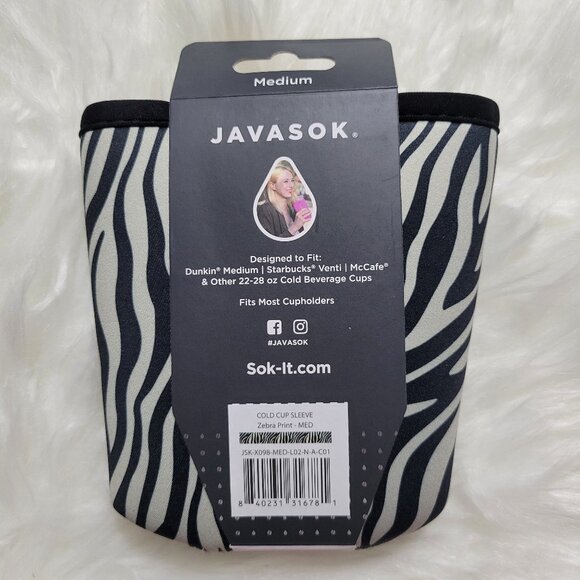 Medium
JAVASOK®
Designed to Fit:
Dunkin® Medium | Starbucks® Venti | McCafe®
& Other 22-28 oz Cold Beverage Cups
Fits Most Cupholders
#JAVASOK
Sok-It.com
COLD CUP SLEEVE
Zebra Print - MED
JSK-X09B-MED-L02-N-A-C01
8 40231 31678 1